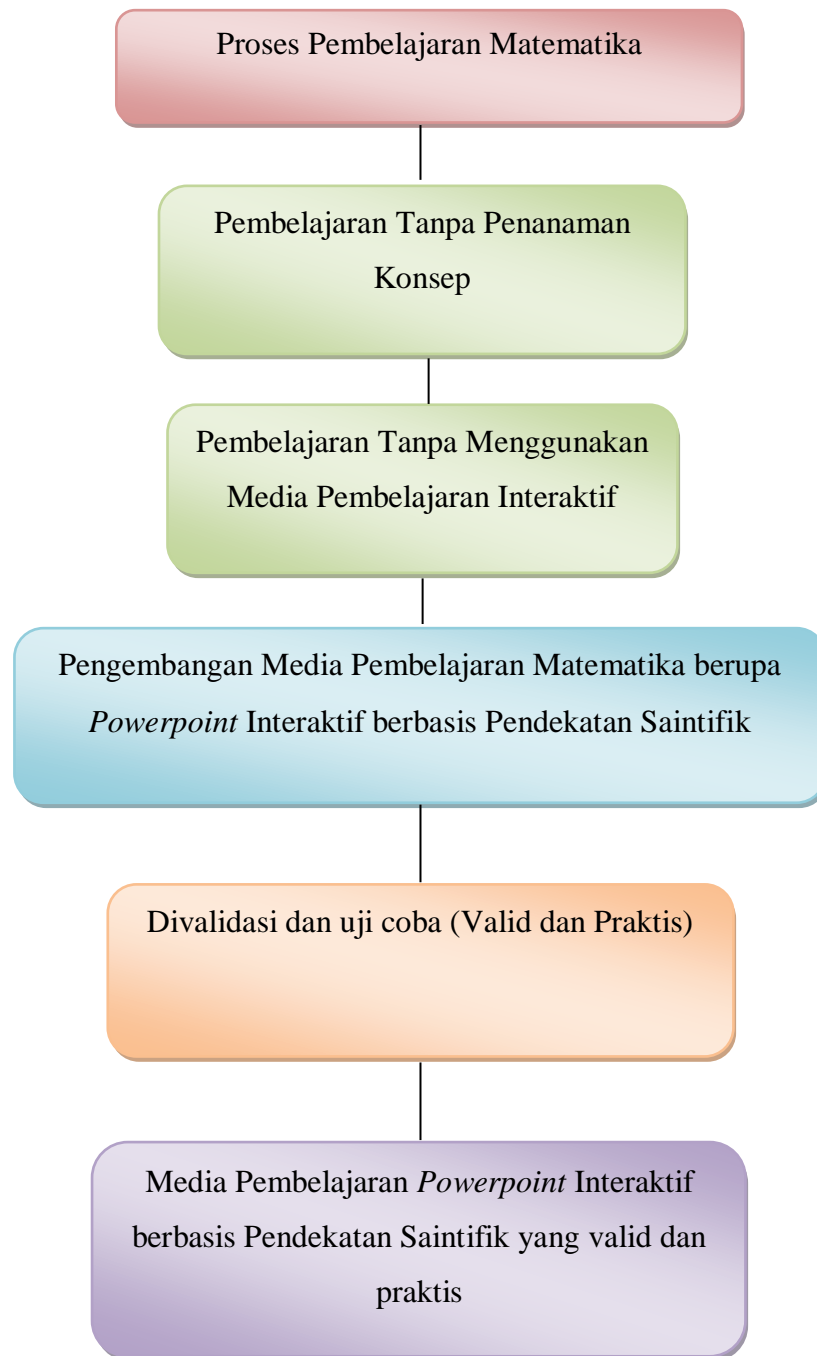 Proses Pembelajaran Matematika
Pembelajaran Tanpa Penanaman
Konsep
Pembelajaran Tanpa Menggunakan
Media Pembelajaran Interaktif
Pengembangan Media Pembelajaran Matematika berupa
Powerpoint Interaktif berbasis Pendekatan Saintifik
Divalidasi dan uji coba (Valid dan Praktis)
Media Pembelajaran Powerpoint Interaktif
berbasis Pendekatan Saintifik yang valid dan
praktis